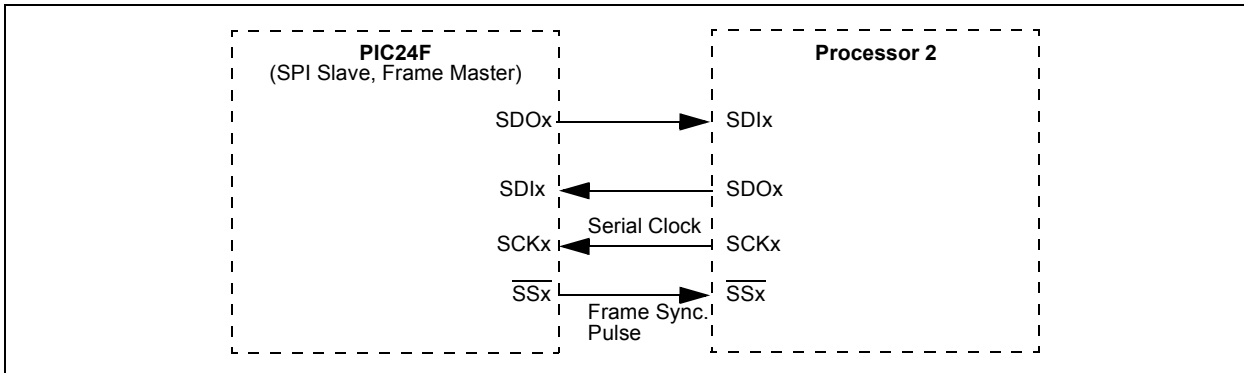 PIC24F
(SPI Slave, Frame Master)
Processor 2
SDOx
SDIx
SDIx
SDOx
Serial Clock
SCKx
SCKx
SSx
SSx
Frame Sync.
Pulse